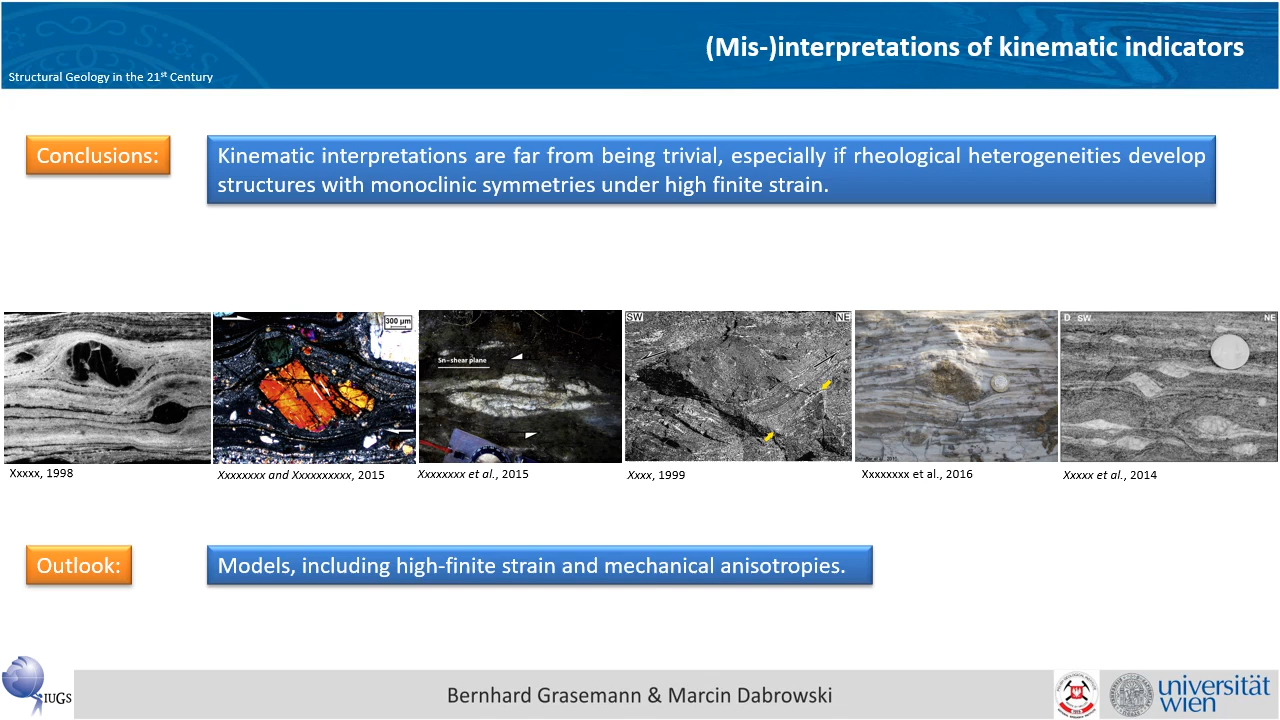 (Mis-)interpretations of kinematic indicators
Structural Geology in the 21st Century
Conclusions:
Kinematic interpretations are far from being trivial, especially if rheological heterogeneities develop
structures with monoclinic symmetries under high finite strain.
300 µm
Sn–shear plane
SW NE
D SW NE
Xxxxx, 1998
Xxxxxxxx and Xxxxxxxxxx, 2015
Xxxxxxxx et al., 2015
Xxxx, 1999
Xxxxxxxx et al., 2016
Xxxxx et al., 2014
Outlook:
Models, including high-finite strain and mechanical anisotropies.
IUGS
Bernhard Grasemann & Marcin Dabrowski
universität
wien